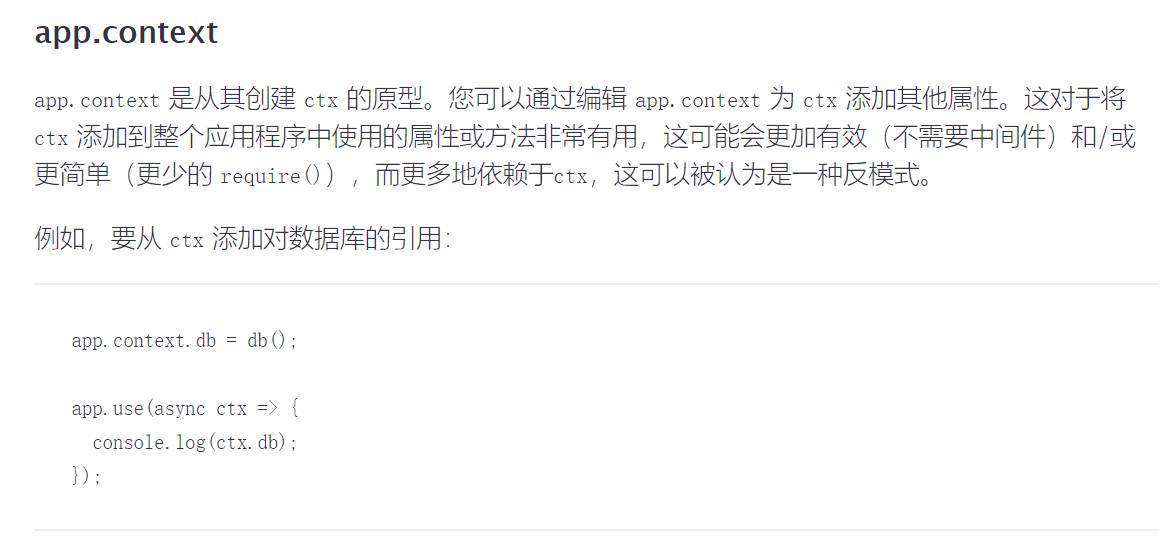 app.context
app.context 是从其创建 ctx 的原型。您可以通过编辑 app.context 为 ctx 添加其他属性。这对于将
ctx 添加到整个应用程序中使用的属性或方法非常有用，这可能会更加有效（不需要中间件）和/或
更简单（更少的 require()），而更多地依赖于ctx，这可以被认为是一种反模式。
例如，要从 ctx 添加对数据库的引用：
app.context.db = db();
app.use(async ctx => {
  console.log(ctx.db);
});